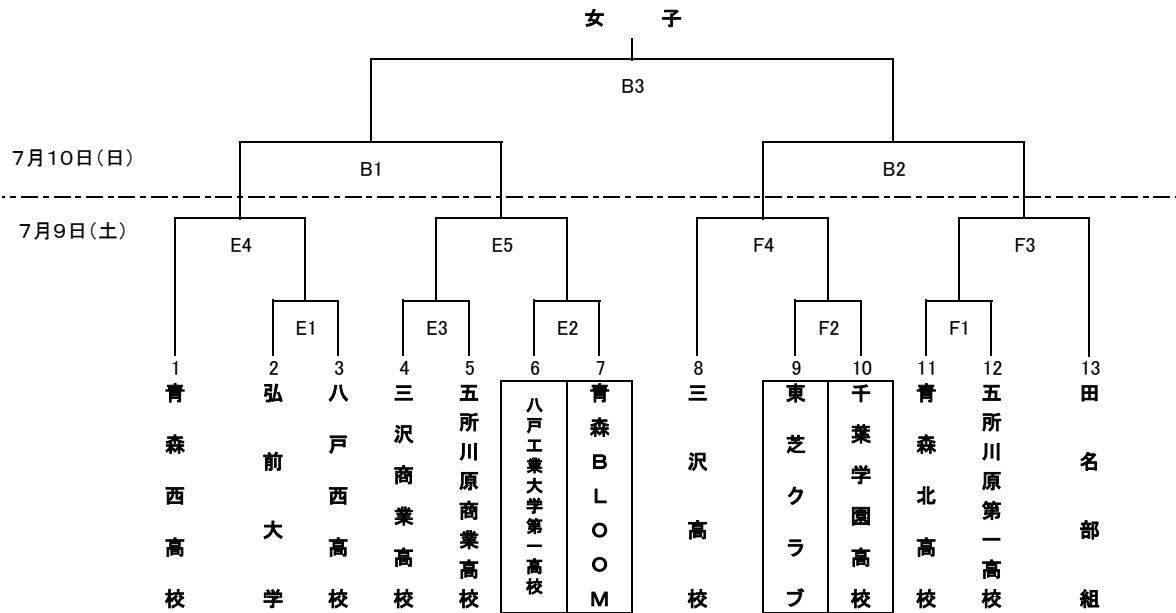 女 子
B3
7月10日(日)
B1
B2
7月9日(土)
E4
E5
F4
F3
E1
E3
E2
F2
F1
1
2
3
4
5
6
7
8
9
10
11
12
13
青森西高校
弘前大学
八戸西高校
三沢商業高校
五所川原商業高校
八戸工業大学第一高校
青森BLOOM
三沢高校
東芝クラブ
千葉学園高校
青森北高校
五所川原第一高校
田名部組